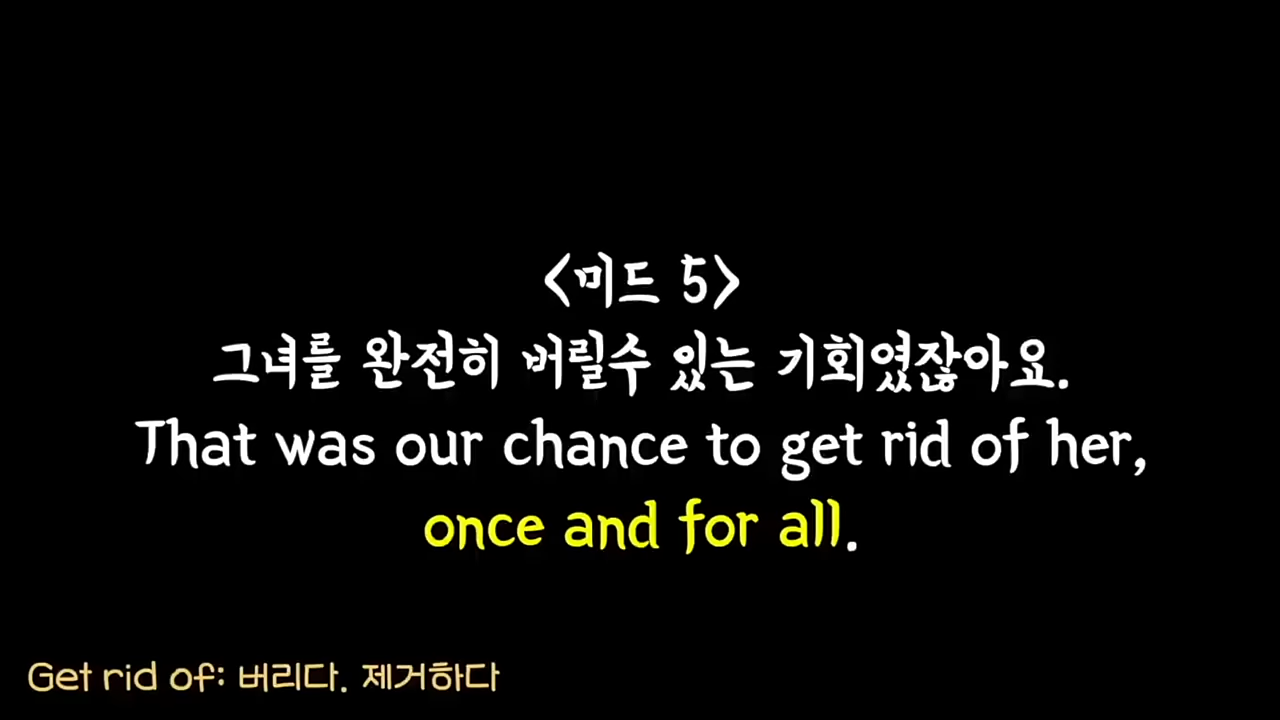 <미드 5>
그녀를 완전히 버릴수 있는 기회였잖아요.
That was our chance to get rid of her,
once and for all.
Get rid of: 버리다. 제거하다